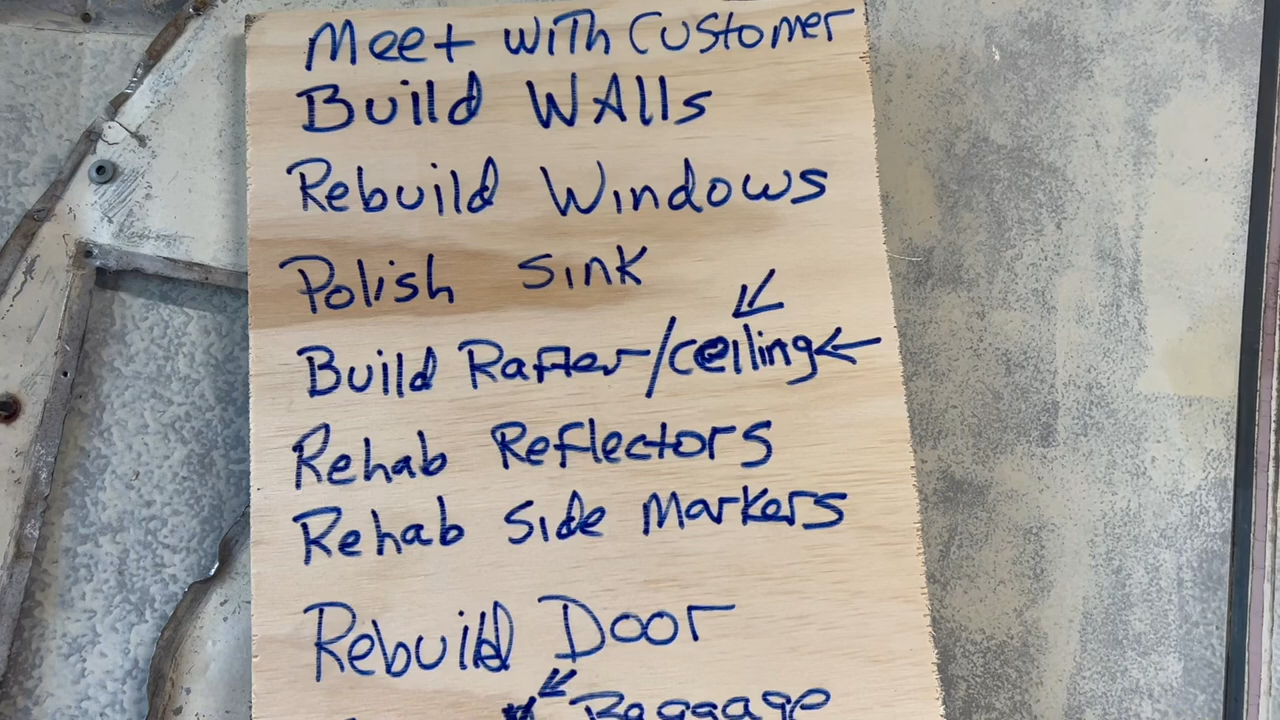 Meet with Customer
Build WAlls
Rebuild Windows
Polish Sink
Build Rafter/ceiling
Rehab Reflectors
Rehab Side Markers
Rebuild Door
Baggage